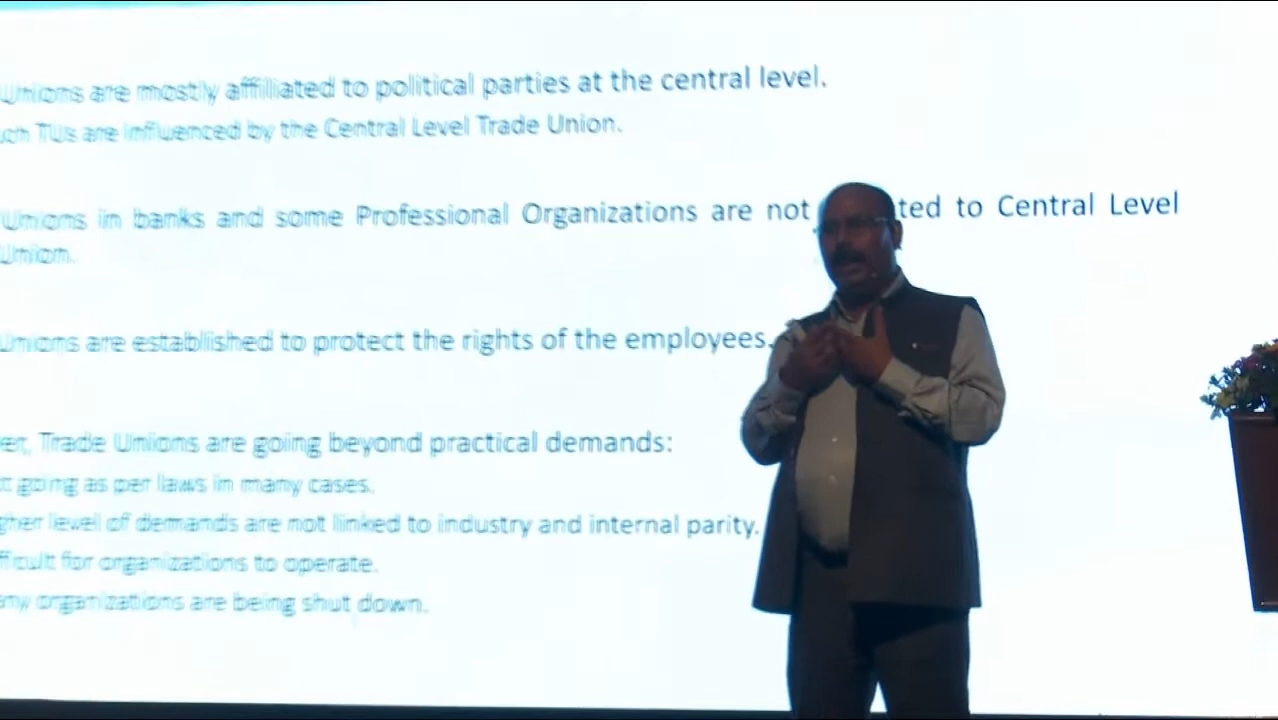 Unions are mostly affiliated to political parties at the central level.
TUs are influenced by the Central Level Trade Union.
Unions in banks and some Professional Organizations are not ted to Central Level
Union.
Unions are established to protect the rights of the employees.
er, Trade Unions are going beyond practical demands:
going as per laws in many cases.
gher level of demands are not linked to industry and internal parity.
fficult for organizations to operate.
ny organizations are being shut down.